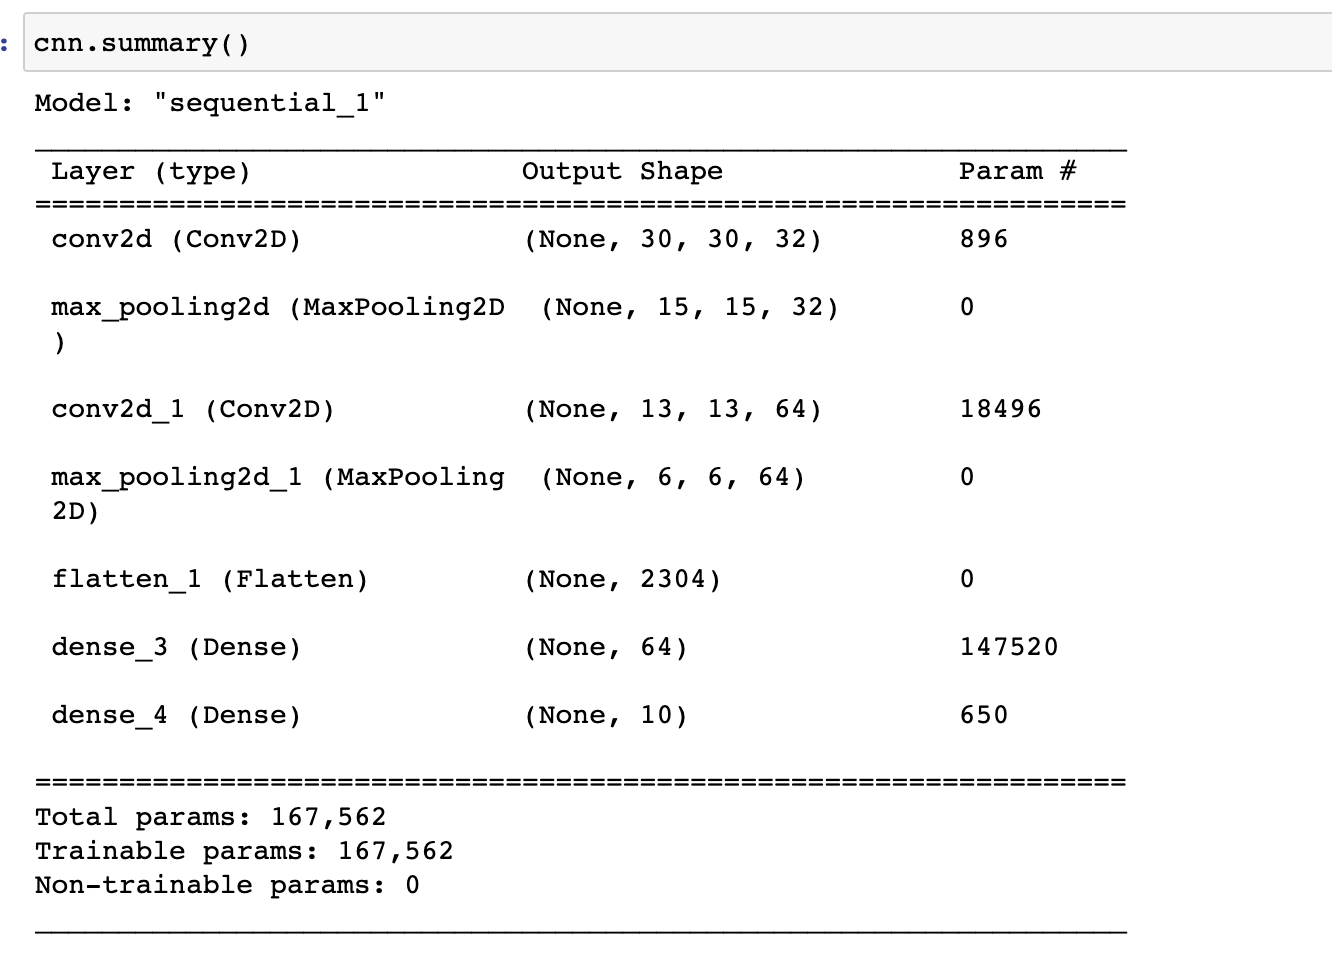 : cnn.summary()
Model: "sequential_1"
_________________________________________________________________
Layer (type) Output Shape Param #
=================================================================
conv2d (Conv2D) (None, 30, 30, 32) 896
max_pooling2d (MaxPooling2D (None, 15, 15, 32) 0
)
conv2d_1 (Conv2D) (None, 13, 13, 64) 18496
max_pooling2d_1 (MaxPooling (None, 6, 6, 64) 0
2D)
flatten_1 (Flatten) (None, 2304) 0
dense_3 (Dense) (None, 64) 147520
dense_4 (Dense) (None, 10) 650
=================================================================
Total params: 167,562
Trainable params: 167,562
Non-trainable params: 0
_________________________________________________________________